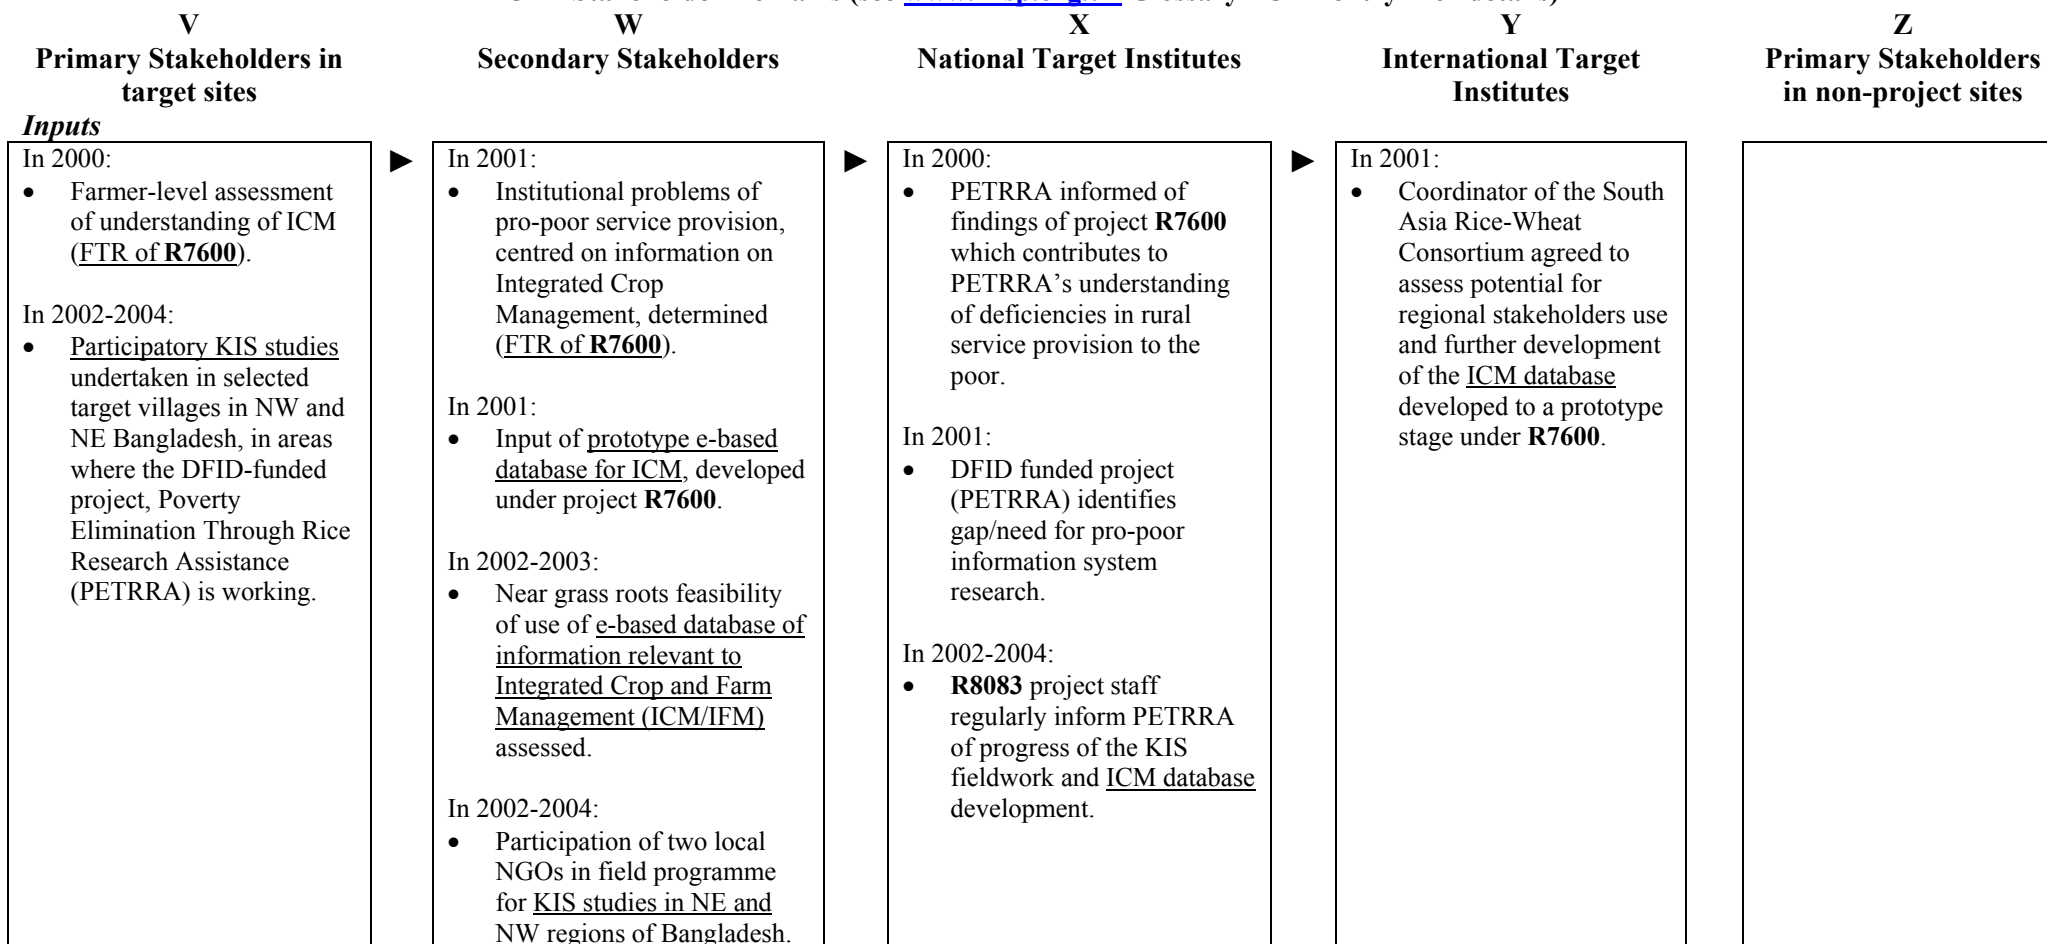 V
Primary Stakeholders in
target sites
W
Secondary Stakeholders
X
National Target Institutes
Y
International Target
Institutes
Z
Primary Stakeholders
in non-project sites
Inputs
In 2000:
• Farmer-level assessment
of understanding of ICM
(FTR of R7600).
In 2002-2004:
• Participatory KIS studies
undertaken in selected
target villages in NW and
NE Bangladesh, in areas
where the DFID-funded
project, Poverty
Elimination Through Rice
Research Assistance
(PETRRA) is working.
►
In 2001:
• Institutional problems of
pro-poor service provision,
centred on information on
Integrated Crop
Management, determined
(FTR of R7600).
In 2001:
• Input of prototype e-based
database for ICM, developed
under project R7600.
In 2002-2003:
• Near grass roots feasibility
of use of e-based database of
information relevant to
Integrated Crop and Farm
Management (ICM/IFM)
assessed.
In 2002-2004:
• Participation of two local
NGOs in field programme
for KIS studies in NE and
NW regions of Bangladesh.
►
In 2000:
• PETRRA informed of
findings of project R7600
which contributes to
PETRRA’s understanding
of deficiencies in rural
service provision to the
poor.
In 2001:
• DFID funded project
(PETRRA) identifies
gap/need for pro-poor
information system
research.
In 2002-2004:
• R8083 project staff
regularly inform PETRRA
of progress of the KIS
fieldwork and ICM database
development.
►
In 2001:
• Coordinator of the South
Asia Rice-Wheat
Consortium agreed to
assess potential for
regional stakeholders use
and further development
of the ICM database
developed to a prototype
stage under R7600.